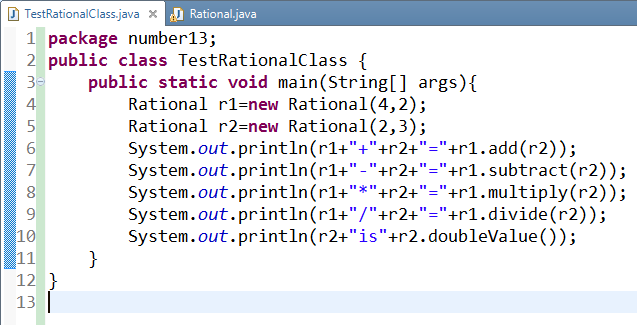 TestRationalClass.java Rational.java
1 package number13;
2 public class TestRationalClass {
3 public static void main(String[] args){
4 Rational r1=new Rational(4,2);
5 Rational r2=new Rational(2,3);
6 System.out.println(r1+"+"+r2+"="+r1.add(r2));
7 System.out.println(r1+"-"+r2+"="+r1.subtract(r2));
8 System.out.println(r1+"*"+r2+"="+r1.multiply(r2));
9 System.out.println(r1+"/"+r2+"="+r1.divide(r2));
10 System.out.println(r2+"is"+r2.doubleValue());
11 }
12 }
13